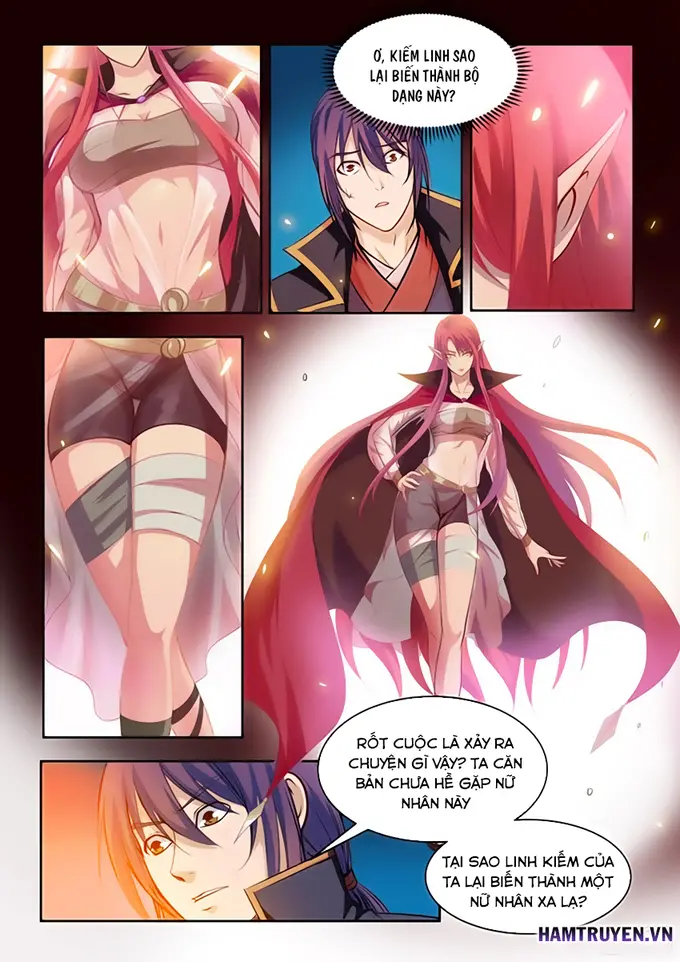 Ơ, KIẾM LINH SAO
LẠI BIẾN THÀNH BỘ
DẠNG NÀY?
RỐT CUỘC LÀ XẢY RA
CHUYỆN GÌ VẬY? TA CĂN
BẢN CHƯA HỀ GẶP NỮ
NHÂN NÀY
TẠI SAO LINH KIẾM CỦA
TA LẠI BIẾN THÀNH MỘT
NỮ NHÂN XA LẠ?
HAMTRUYEN.VN